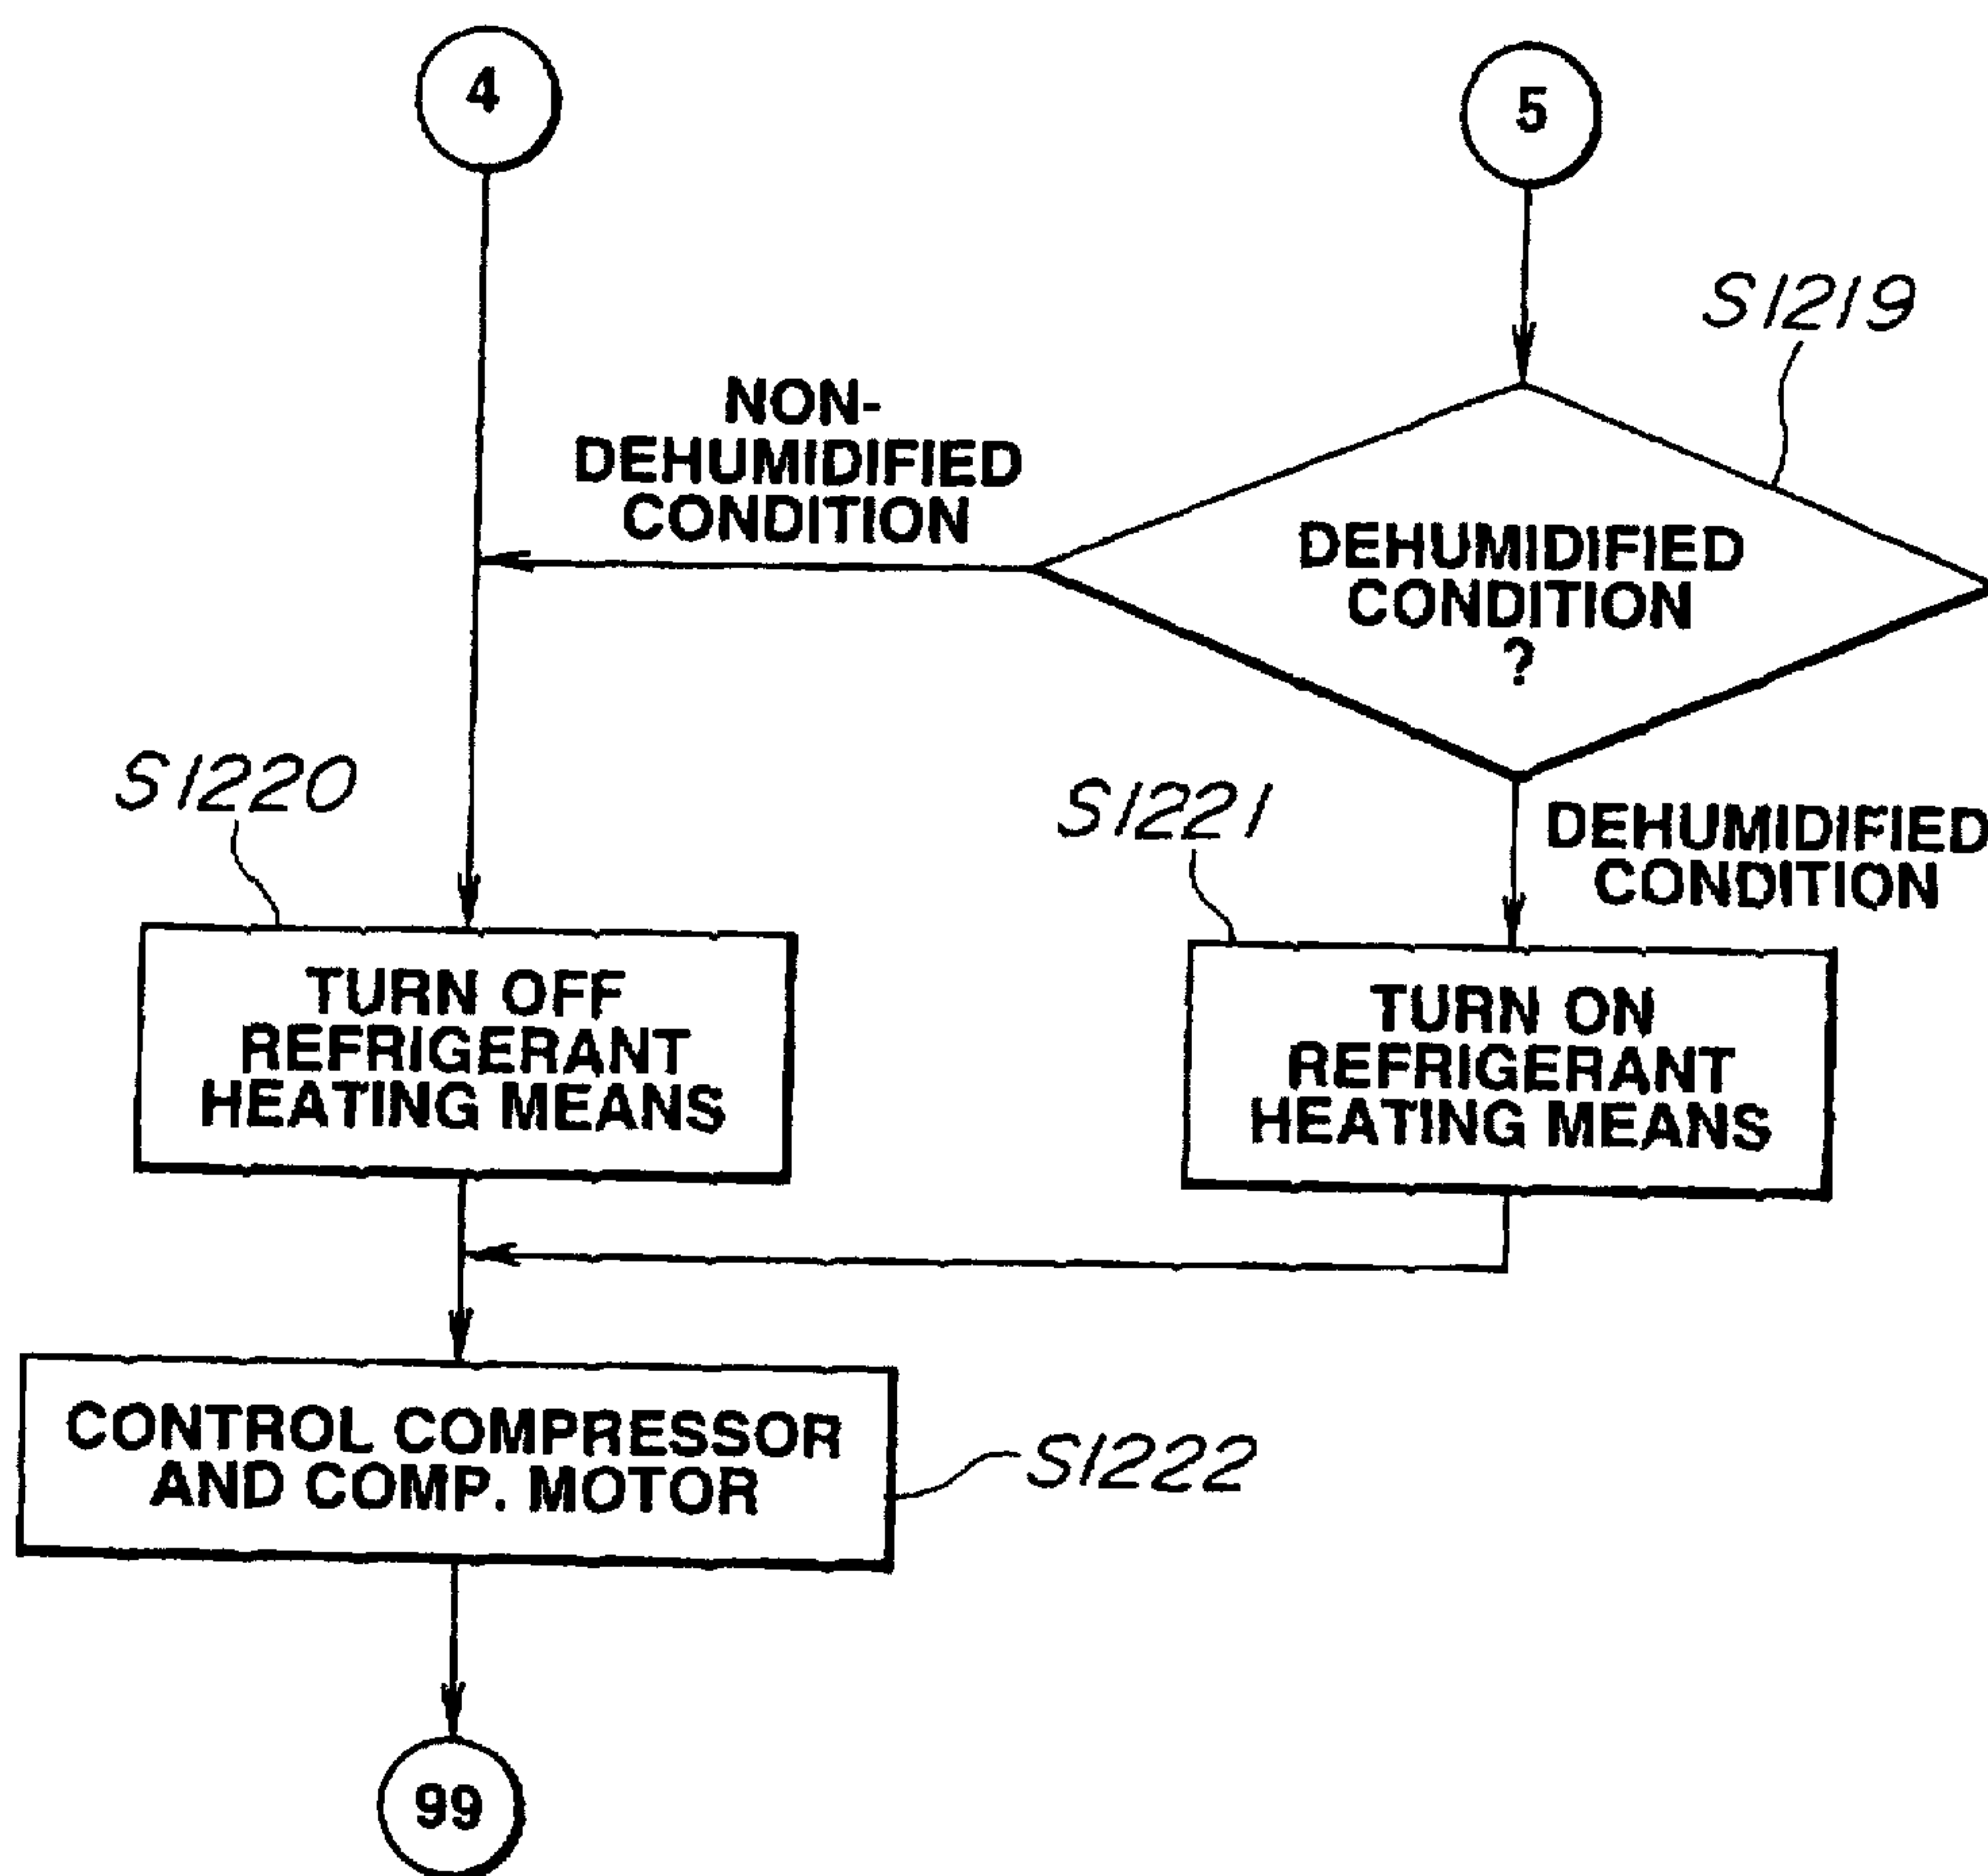 4
5
S1219
NON-
DEHUMIDIFIED
CONDITION
DEHUMIDIFIED
CONDITION
?
S1220
S1221
DEHUMIDIFIED
CONDITION
TURN OFF
REFRIGERANT
HEATING MEANS
TURN ON
REFRIGERANT
HEATING MEANS
CONTROL COMPRESSOR
AND COMP. MOTOR
S1222
99